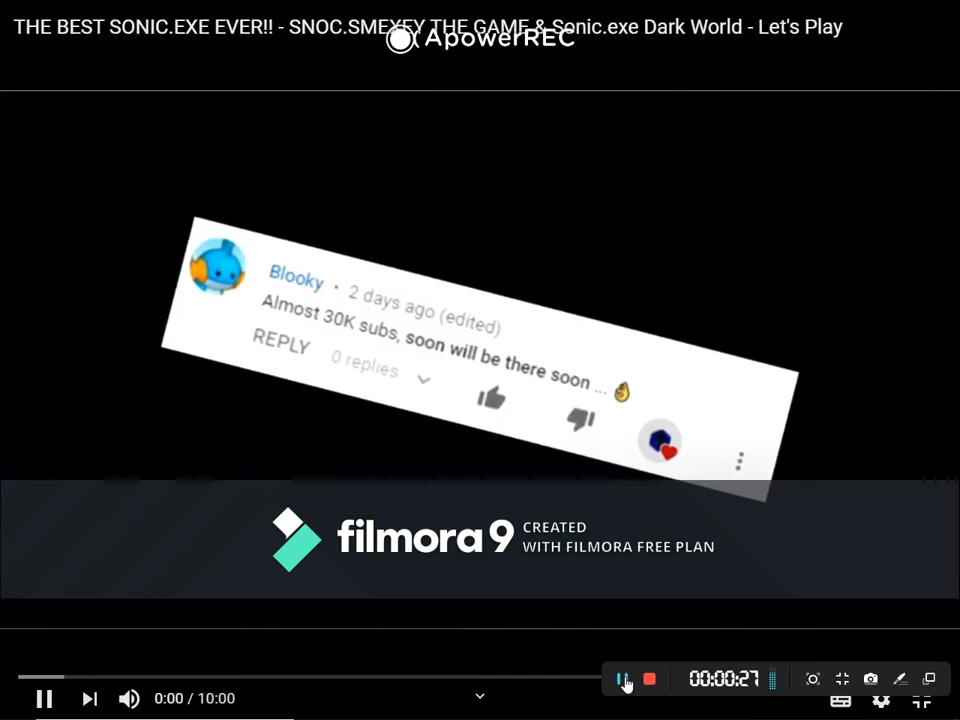 THE BEST SONIC.EXE EVER!! - SNOC.SMEXEY THE GAME & Sonic.exe Dark World - Let's Play
ApowerREC
Blooky • 2 days ago (edited)
Almost 30K subs, soon will be there soon ... 👌
REPLY 0 replies
filmora9 CREATED
WITH FILMORA FREE PLAN
00:00:27
0:00 / 10:00